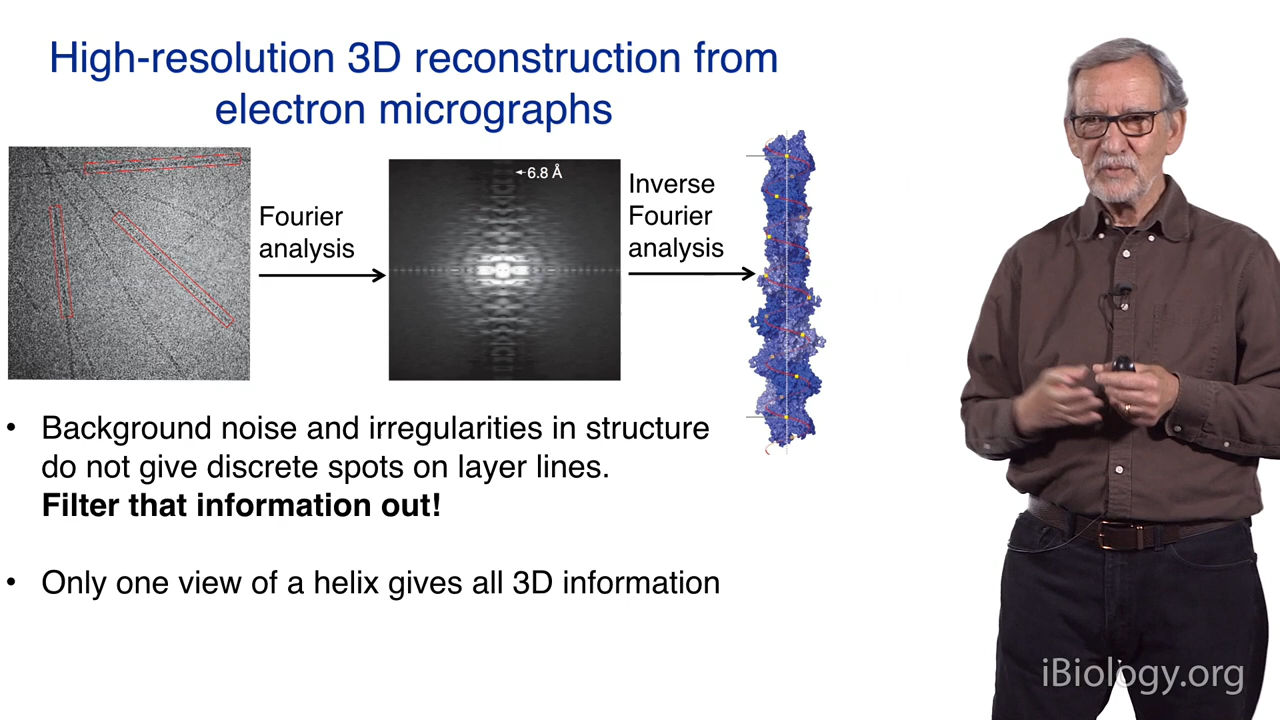 High-resolution 3D reconstruction from
electron micrographs
6.8 Å
Fourier
analysis
Inverse
Fourier
analysis
• Background noise and irregularities in structure
do not give discrete spots on layer lines.
Filter that information out!
• Only one view of a helix gives all 3D information
iBiology.org